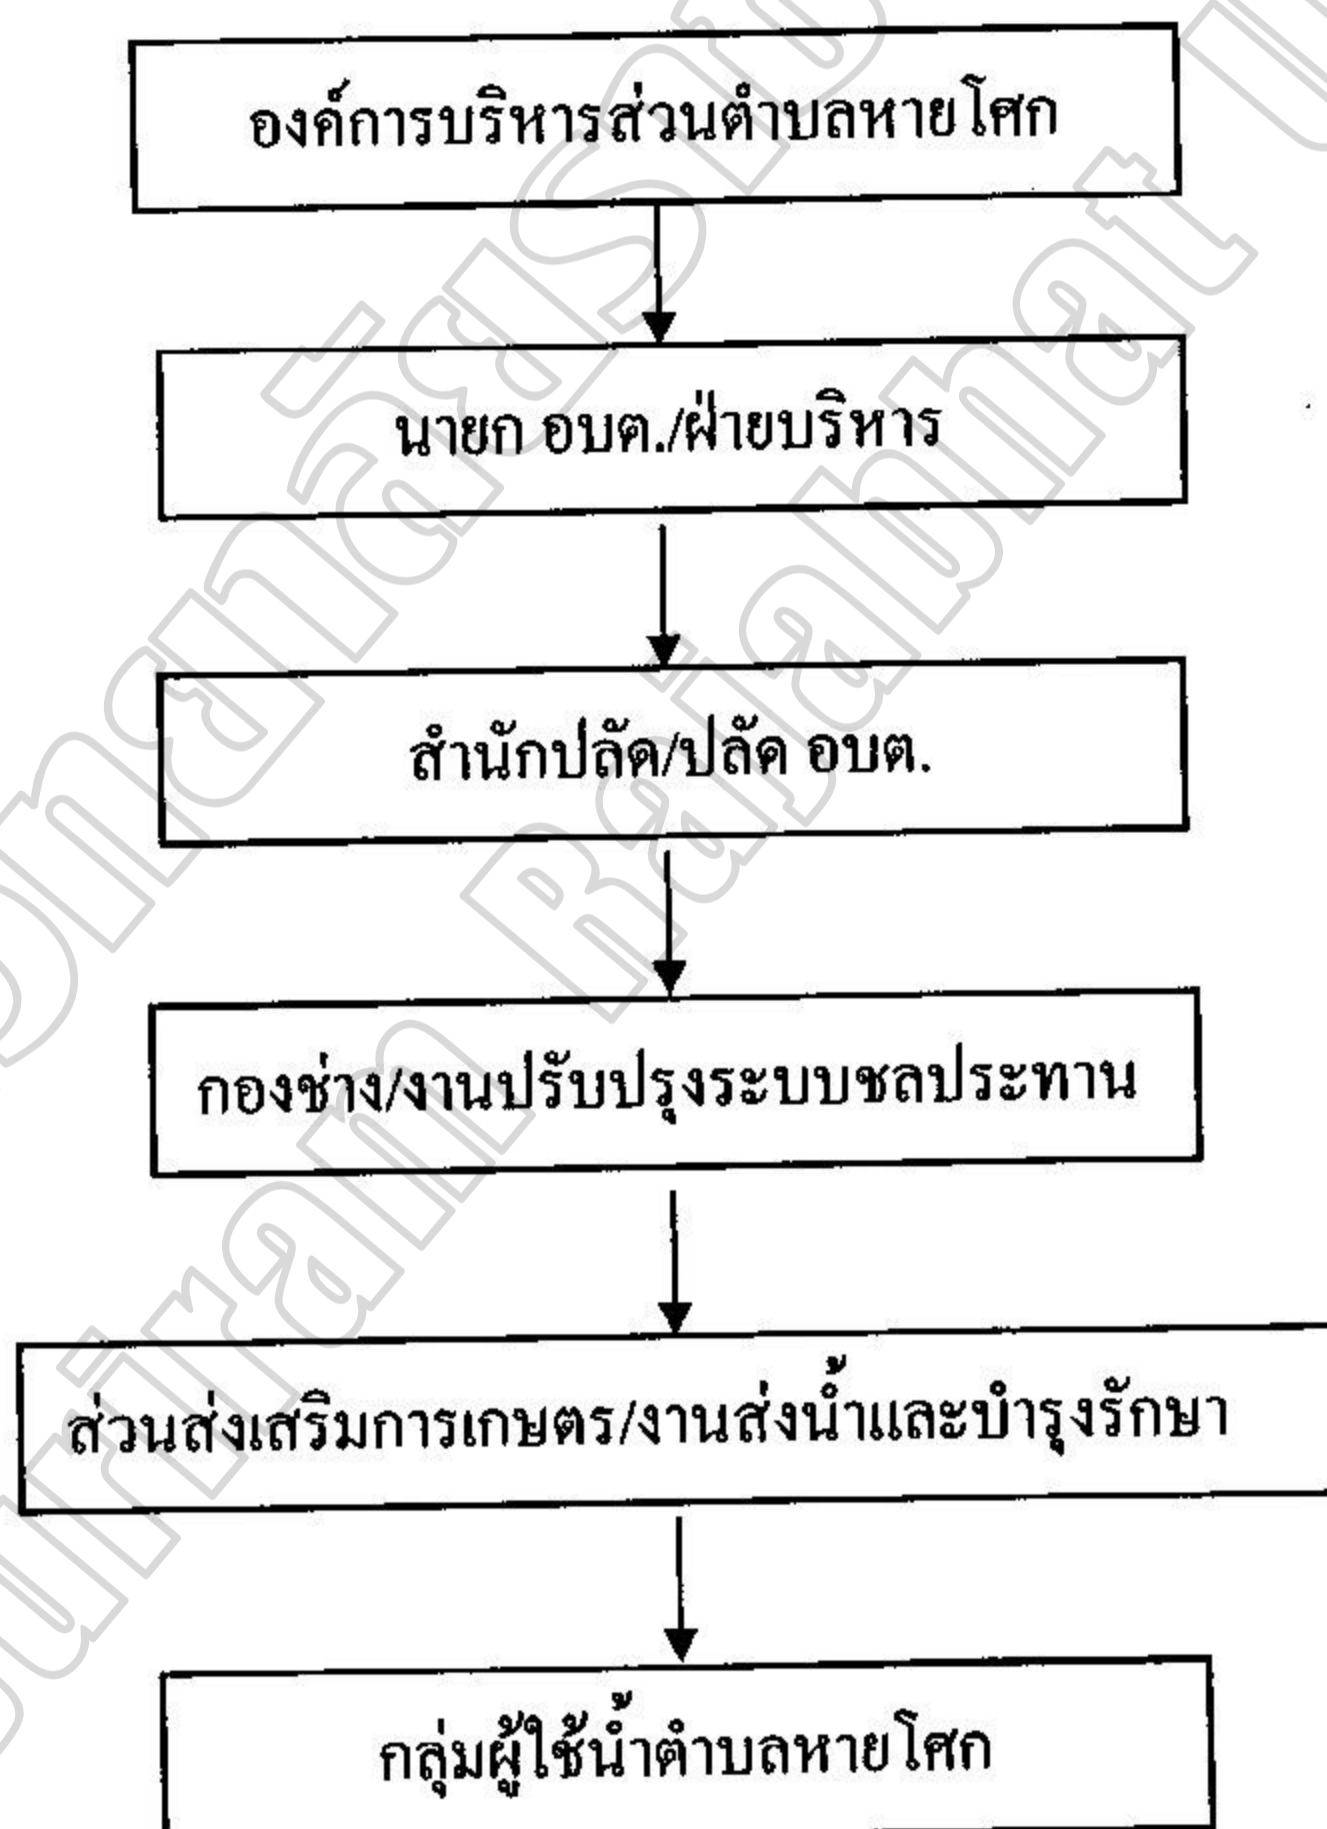 องค์การบริหารส่วนตำบลหายโศก
นายก อบต./ฝ่ายบริหาร
สำนักปลัด/ปลัด อบต.
กองช่าง/งานปรับปรุงระบบชลประทาน
ส่วนส่งเสริมการเกษตร/งานส่งน้ำและบำรุงรักษา
กลุ่มผู้ใช้น้ำตำบลหายโศก